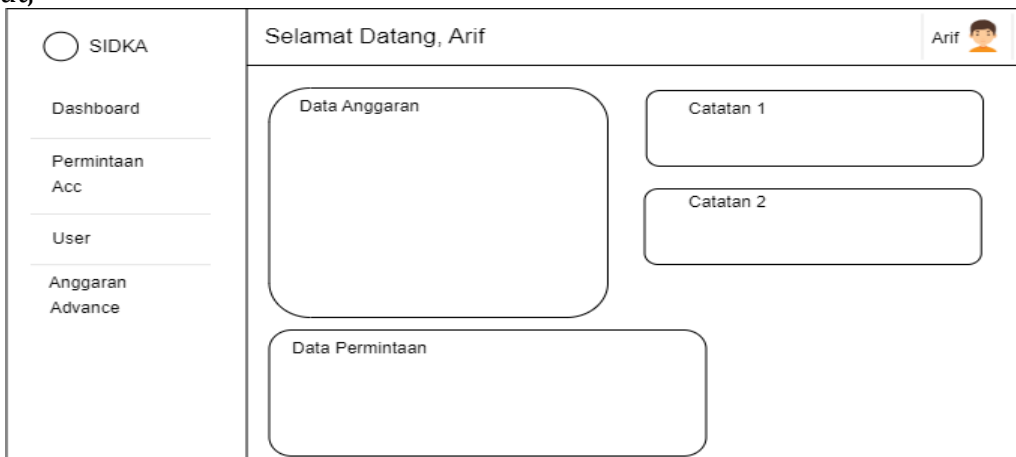 SIDKA
Selamat Datang, Arif
Arif
Dashboard
Permintaan
Acc
User
Anggaran
Advance
Data Anggaran
Catatan 1
Catatan 2
Data Permintaan